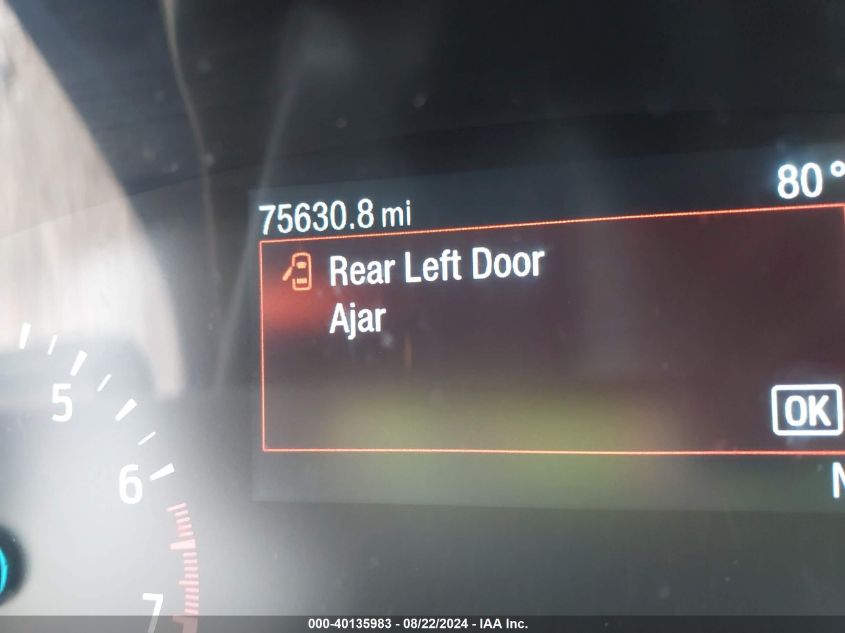 80°
75630.8 mi
Rear Left Door
Ajar
OK
N
5
6
7
000-40135983 - 08/22/2024 - IAA Inc.